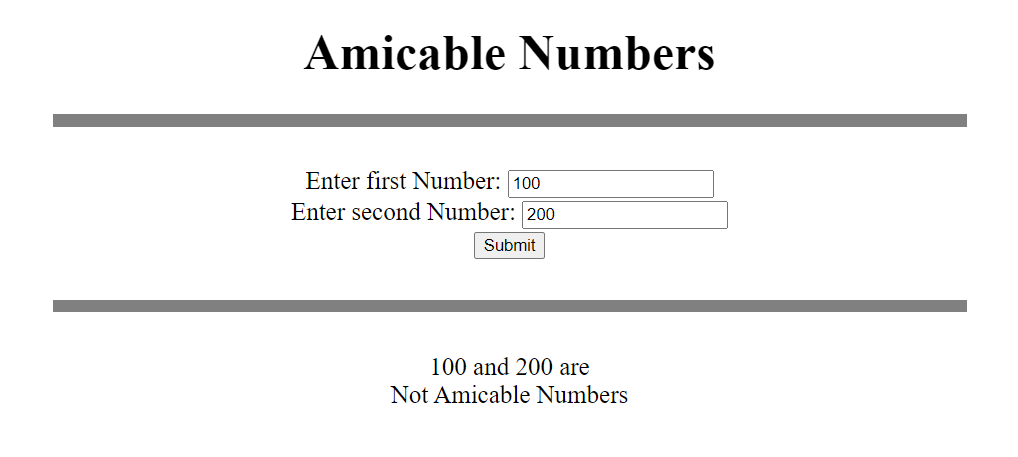 Amicable Numbers
Enter first Number: 100
Enter second Number: 200
Submit
100 and 200 are
Not Amicable Numbers